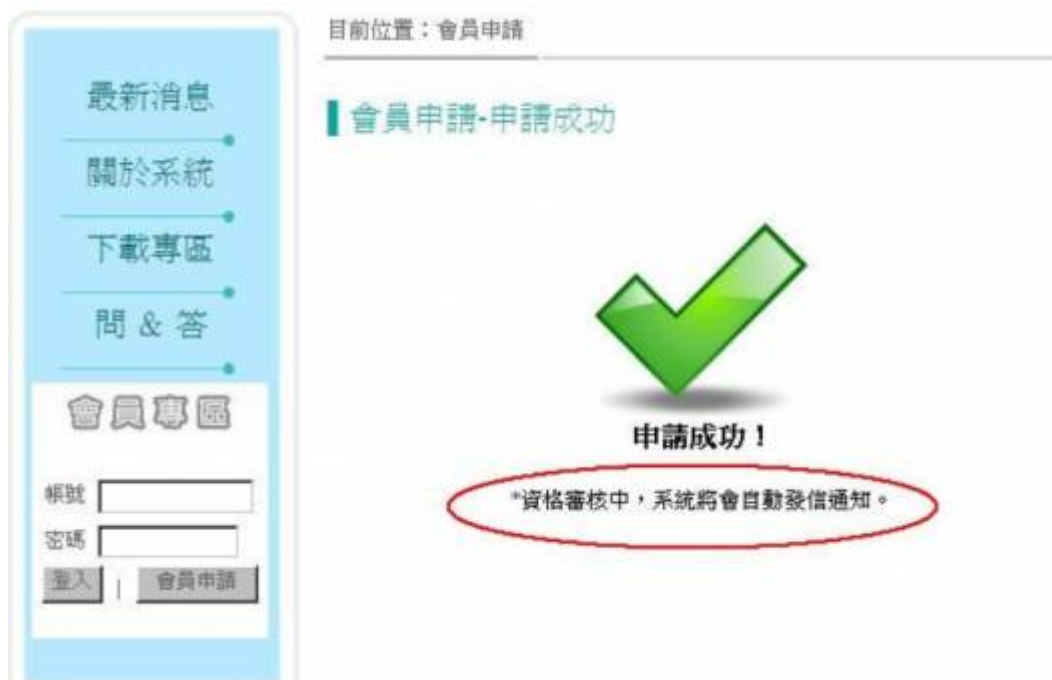 目前位置：會員申請
最新消息
關於系統
下載專區
問 & 答
會員專區
帳號
密碼
登入 | 會員申請
會員申請-申請成功
申請成功！
*資格審核中，系統將會自動發信通知。